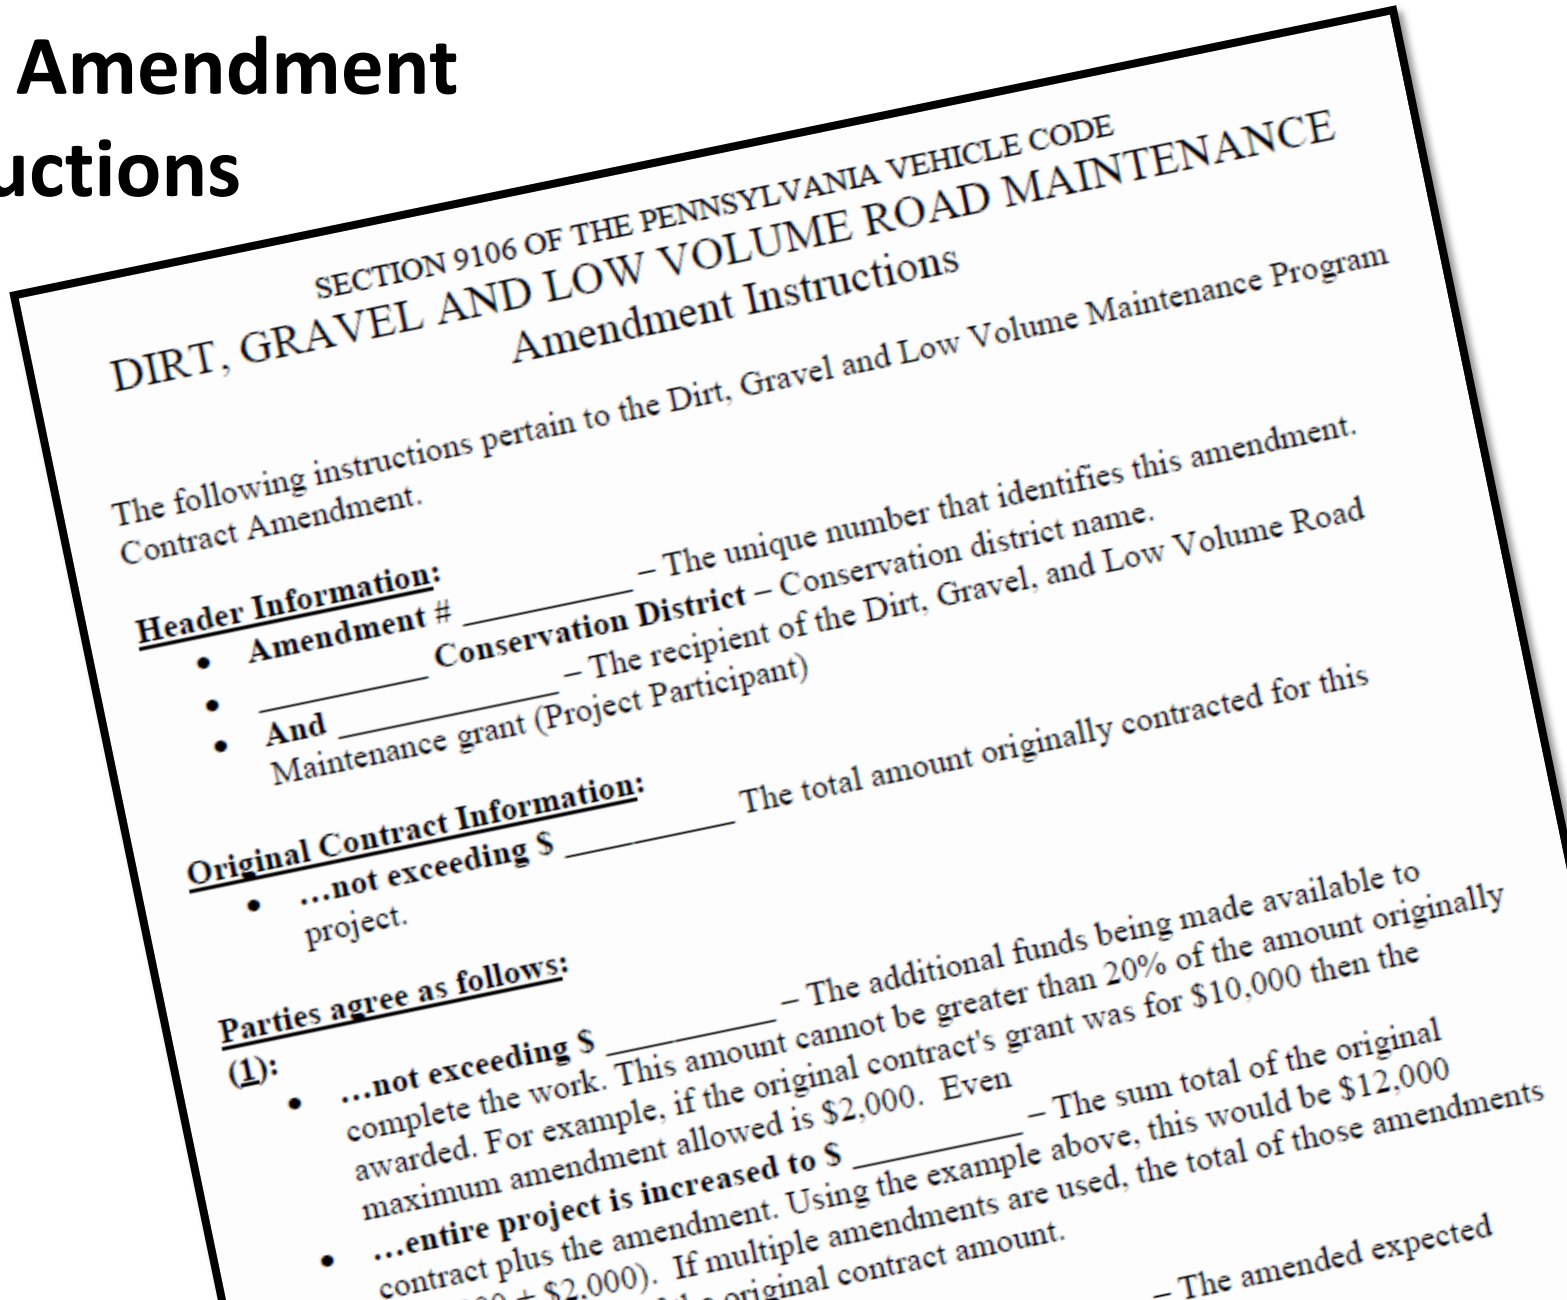 Amendment
uctions
SECTION 9106 OF THE PENNSYLVANIA VEHICLE CODE
DIRT, GRAVEL AND LOW VOLUME ROAD MAINTENANCE
Amendment Instructions
The following instructions pertain to the Dirt, Gravel and Low Volume Maintenance Program
Contract Amendment.
Header Information:
• Amendment # __________ – The unique number that identifies this amendment.
• __________ Conservation District – Conservation district name.
• And _____________ – The recipient of the Dirt, Gravel, and Low Volume Road
Maintenance grant (Project Participant)
Original Contract Information:
• …not exceeding $ __________ The total amount originally contracted for this
project.
Parties agree as follows:
(1):
• …not exceeding $ __________ – The additional funds being made available to
complete the work. This amount cannot be greater than 20% of the amount originally
awarded. For example, if the original contract's grant was for $10,000 then the
maximum amendment allowed is $2,000. Even
• …entire project is increased to $ __________ – The sum total of the original
contract plus the amendment. Using the example above, this would be $12,000
+ $2,000). If multiple amendments are used, the total of those amendments
original contract amount.
– The amended expected